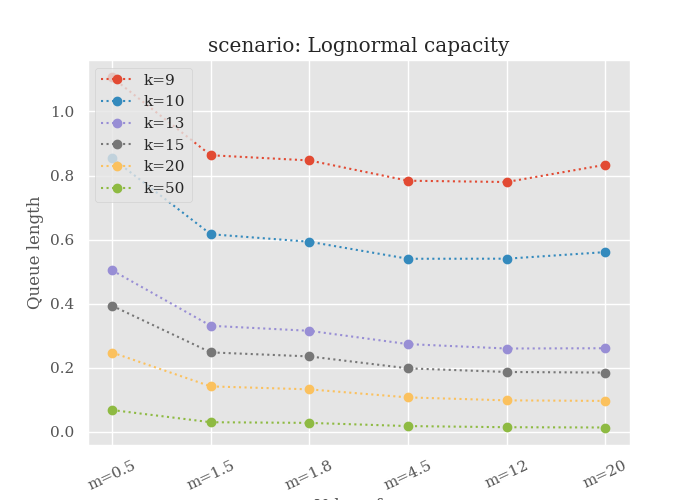 scenario: Lognormal capacity
Queue length
1.0
0.8
0.6
0.4
0.2
0.0
k=9
k=10
k=13
k=15
k=20
k=50
m=0.5
m=1.5
m=1.8
m=4.5
m=12
m=20